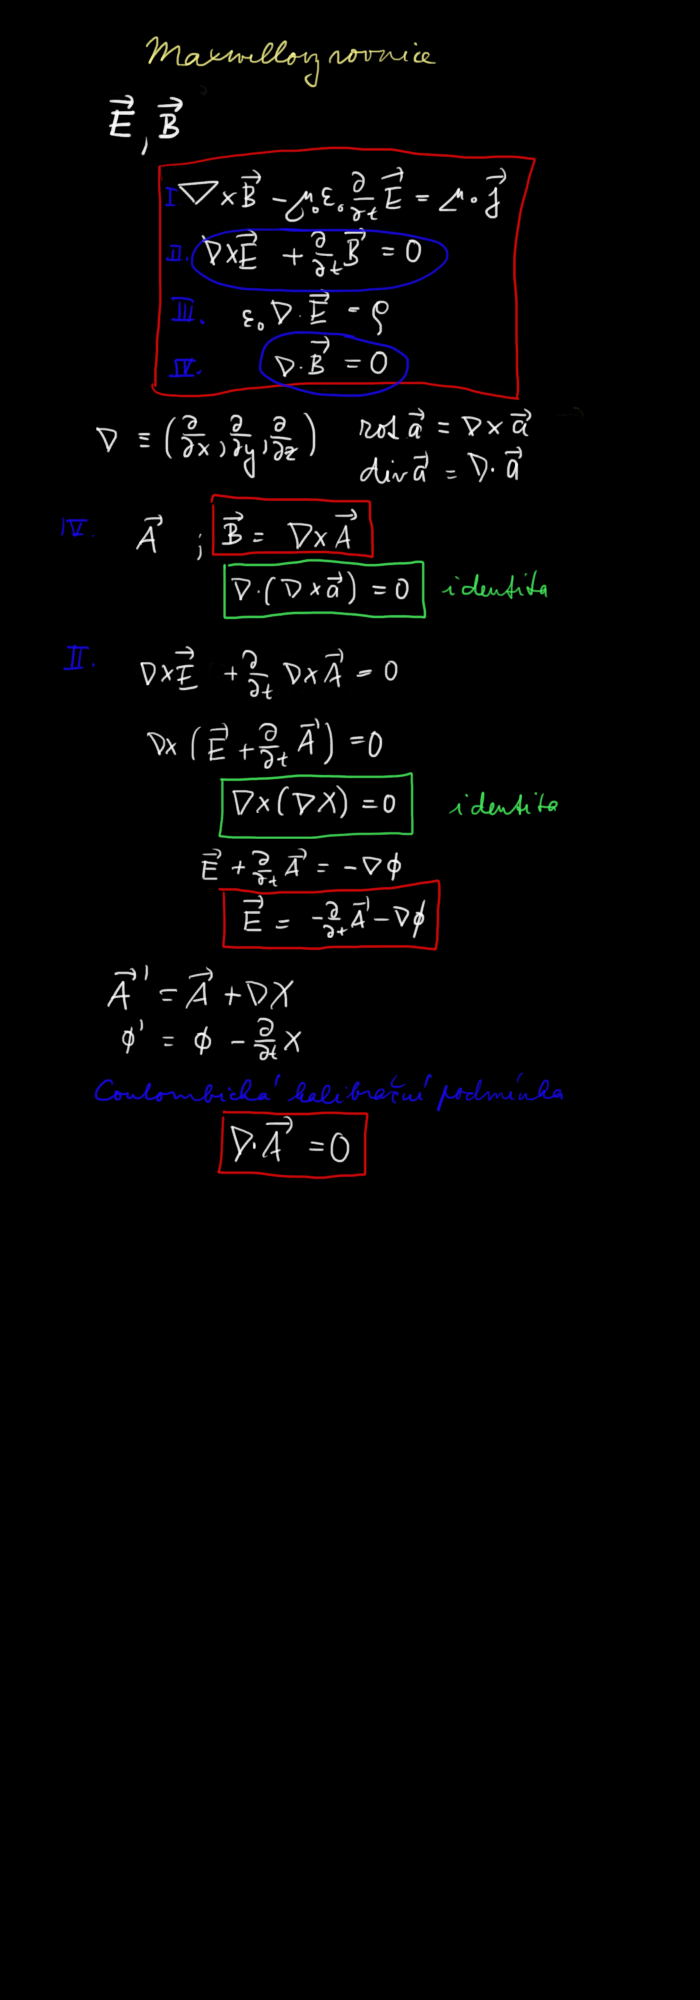 Maxwellovy rovnice
$\vec{E}, \vec{B}$
I $\nabla \times \vec{B} - \mu_0 \varepsilon_0 \frac{\partial}{\partial t} \vec{E} = \mu_0 \vec{j}$
II. $\nabla \times \vec{E} + \frac{\partial}{\partial t} \vec{B} = 0$
III. $\varepsilon_0 \nabla \cdot \vec{E} = \rho$
IV. $\nabla \cdot \vec{B} = 0$
$\nabla \equiv \left( \frac{\partial}{\partial x}, \frac{\partial}{\partial y}, \frac{\partial}{\partial z} \right)$ rot $\vec{a} = \nabla \times \vec{a}$
div $\vec{a} = \nabla \cdot \vec{a}$
IV. $\vec{A}$ ; $\vec{B} = \nabla \times \vec{A}$
$\nabla \cdot (\nabla \times \vec{a}) = 0$ identita
II. $\nabla \times \vec{E} + \frac{\partial}{\partial t} \nabla \times \vec{A} = 0$
$\nabla \times \left( \vec{E} + \frac{\partial}{\partial t} \vec{A} \right) = 0$
$\nabla \times (\nabla X) = 0$ identita
$\vec{E} + \frac{\partial}{\partial t} \vec{A} = -\nabla \phi$
$\vec{E} = -\frac{\partial}{\partial t} \vec{A} - \nabla \phi$
$\vec{A}' = \vec{A} + \nabla X$
$\phi' = \phi - \frac{\partial}{\partial t} X$
Coulombická kalibrační podmínka
$\nabla \cdot \vec{A} = 0$